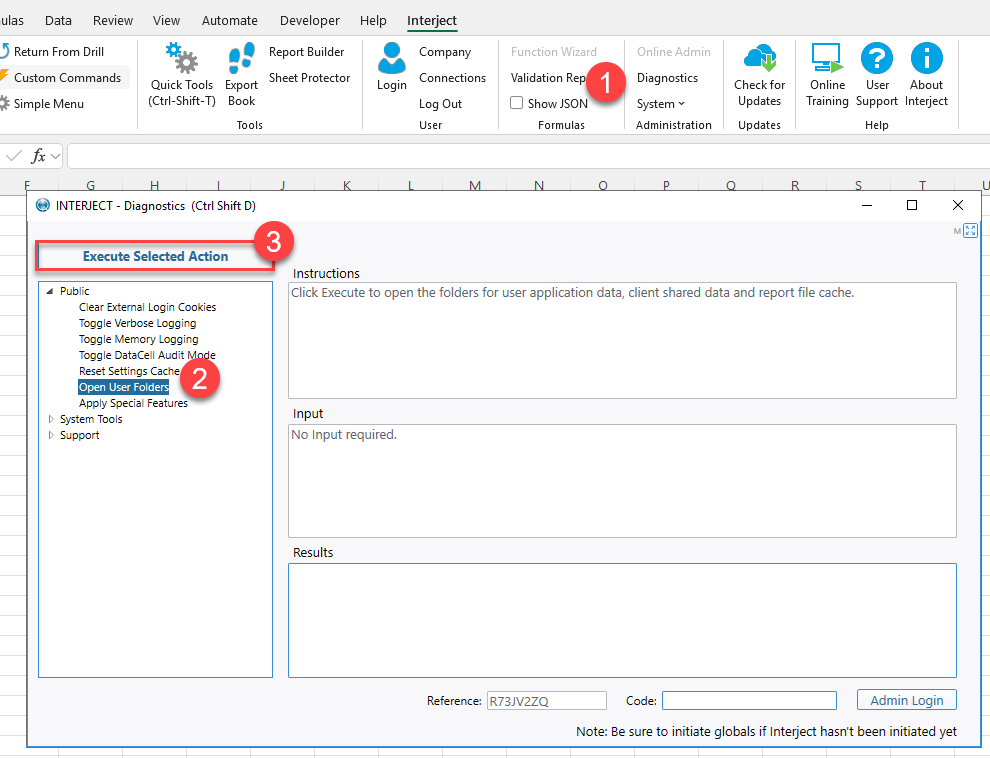 ulas Data Review View Automate Developer Help Interject
Return From Drill
Custom Commands
Simple Menu
Quick Tools
(Ctrl-Shift-T)
Export
Book
Report Builder
Sheet Protector
Tools
Login
Company
Connections
Log Out
User
Function Wizard
Validation Rep
1
Show JSON
Formulas
Online Admin
Diagnostics
System
Administration
Check for
Updates
Updates
Online
Training
User
Support
About
Interject
Help
fx
F G H I J K L M N O P Q R S T U
INTERJECT - Diagnostics (Ctrl Shift D)
M
Execute Selected Action
3
Public
Clear External Login Cookies
Toggle Verbose Logging
Toggle Memory Logging
Toggle DataCell Audit Mode
Reset Settings Cache
2
Open User Folders
Apply Special Features
System Tools
Support
Instructions
Click Execute to open the folders for user application data, client shared data and report file cache.
Input
No Input required.
Results
Reference: R73JV2ZQ Code: Admin Login
Note: Be sure to initiate globals if Interject hasn't been initiated yet